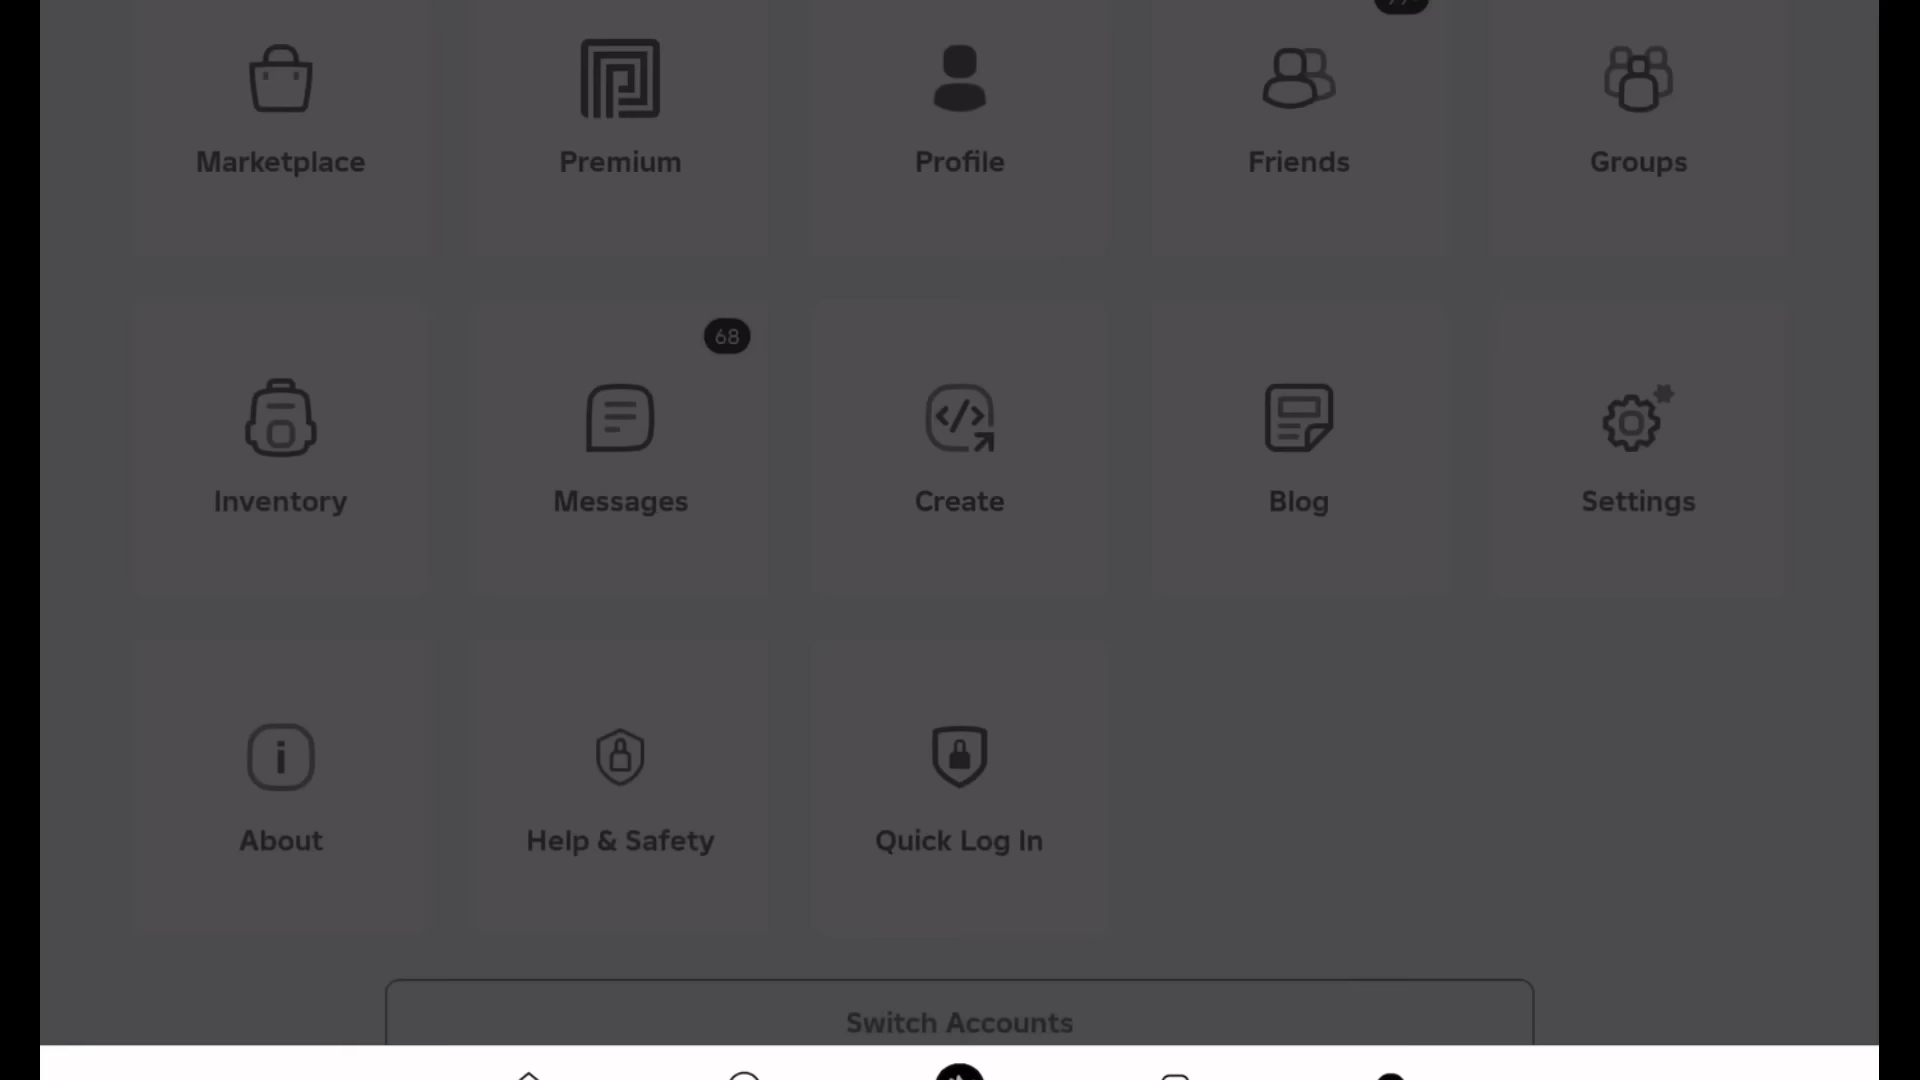 Marketplace
Premium
Profile
Friends
Groups
68
Inventory
Messages
Create
Blog
Settings
About
Help & Safety
Quick Log In
Switch Accounts